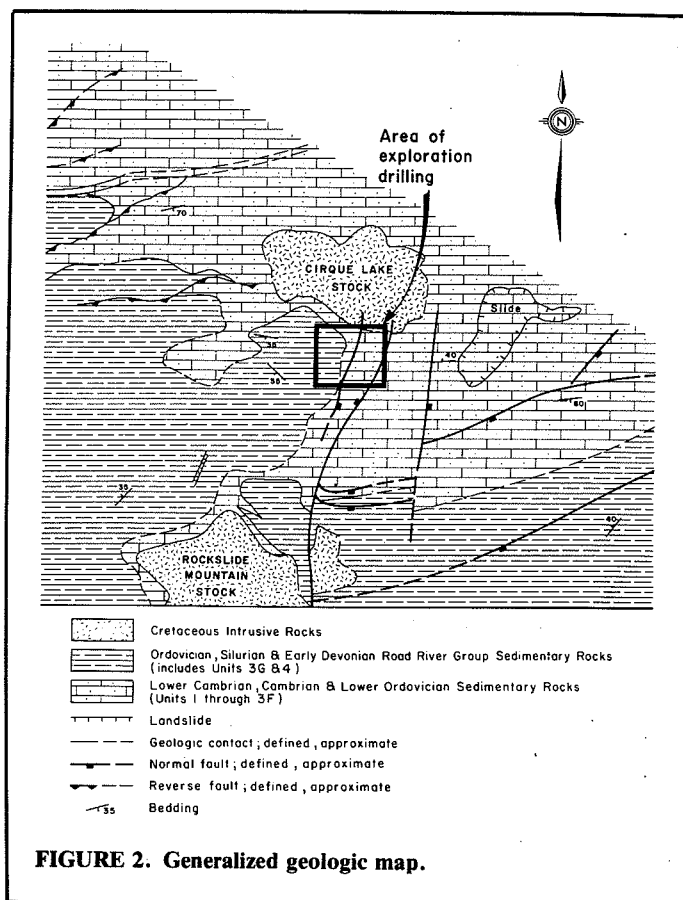 N
Area of
exploration
drilling
70
CIRQUE LAKE
STOCK
Slide
40
60
35
40
ROCKSLIDE
MOUNTAIN
STOCK
Cretaceous Intrusive Rocks
Ordovician, Silurian & Early Devonian Road River Group Sedimentary Rocks
(includes Units 3G & 4)
Lower Cambrian, Cambrian & Lower Ordovician Sedimentary Rocks
(Units 1 through 3F)
Landslide
Geologic contact; defined, approximate
Normal fault; defined, approximate
Reverse fault; defined, approximate
35
Bedding
FIGURE 2. Generalized geologic map.